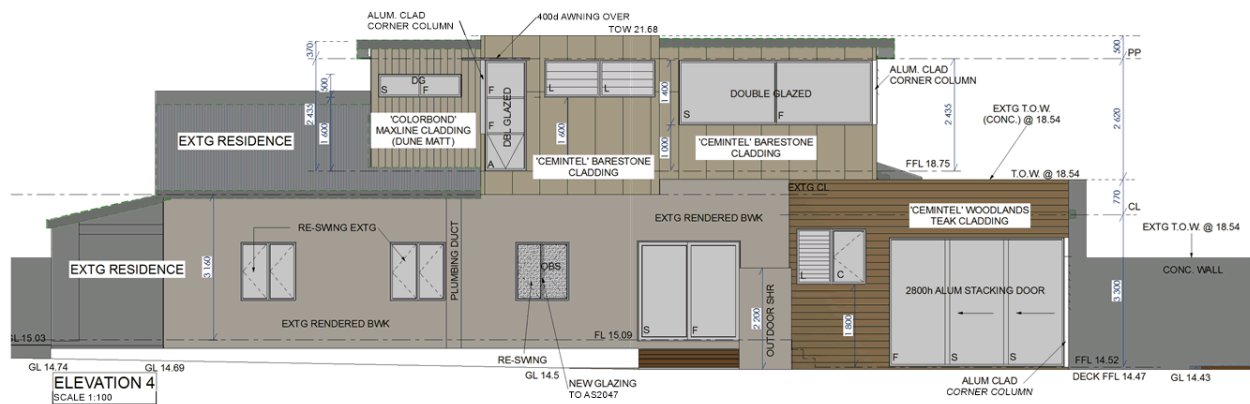 ALUM. CLAD
CORNER COLUMN
400d AWNING OVER
TOW 21.68
370
500
PP
DG
S F
500
2 435
1 600
'COLORBOND'
MAXLINE CLADDING
(DUNE MATT)
F
F
A
DBL GLAZED
L L
1 600
'CEMINTEL' BARESTONE
CLADDING
1 400
1 000
DOUBLE GLAZED
S F
'CEMINTEL' BARESTONE
CLADDING
ALUM. CLAD
CORNER COLUMN
2 435
2 620
EXTG T.O.W.
(CONC.) @ 18.54
FFL 18.75
T.O.W. @ 18.54
EXTG RESIDENCE
EXTG CL
770
CL
'CEMINTEL' WOODLANDS
TEAK CLADDING
EXTG RENDERED BWK
EXTG T.O.W. @ 18.54
CONC. WALL
RE-SWING EXTG
PLUMBING DUCT
OBS
EXTG RESIDENCE
3 160
L C
2800h ALUM STACKING DOOR
3 300
EXTG RENDERED BWK
2 200
OUTDOOR SHR
1 800
S F
F S S
FL 15.09
GL 15.03
GL 14.74
GL 14.69
RE-SWING
GL 14.5
NEW GLAZING
TO AS2047
FFL 14.52
DECK FFL 14.47
GL 14.43
ALUM CLAD
CORNER COLUMN
ELEVATION 4
SCALE 1:100